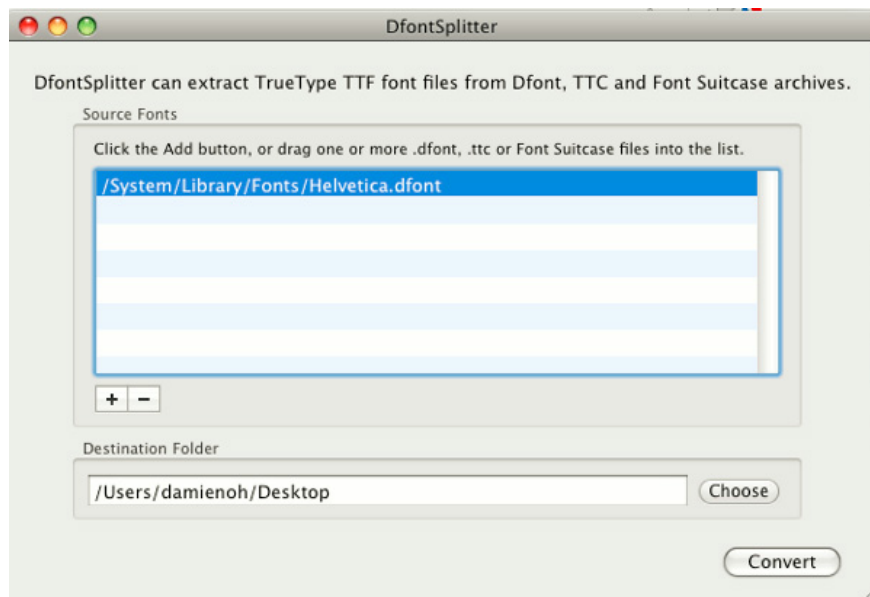 DfontSplitter
DfontSplitter can extract TrueType TTF font files from Dfont, TTC and Font Suitcase archives.
Source Fonts
Click the Add button, or drag one or more .dfont, .ttc or Font Suitcase files into the list.
/System/Library/Fonts/Helvetica.dfont
+ −
Destination Folder
/Users/damienoh/Desktop
Choose
Convert